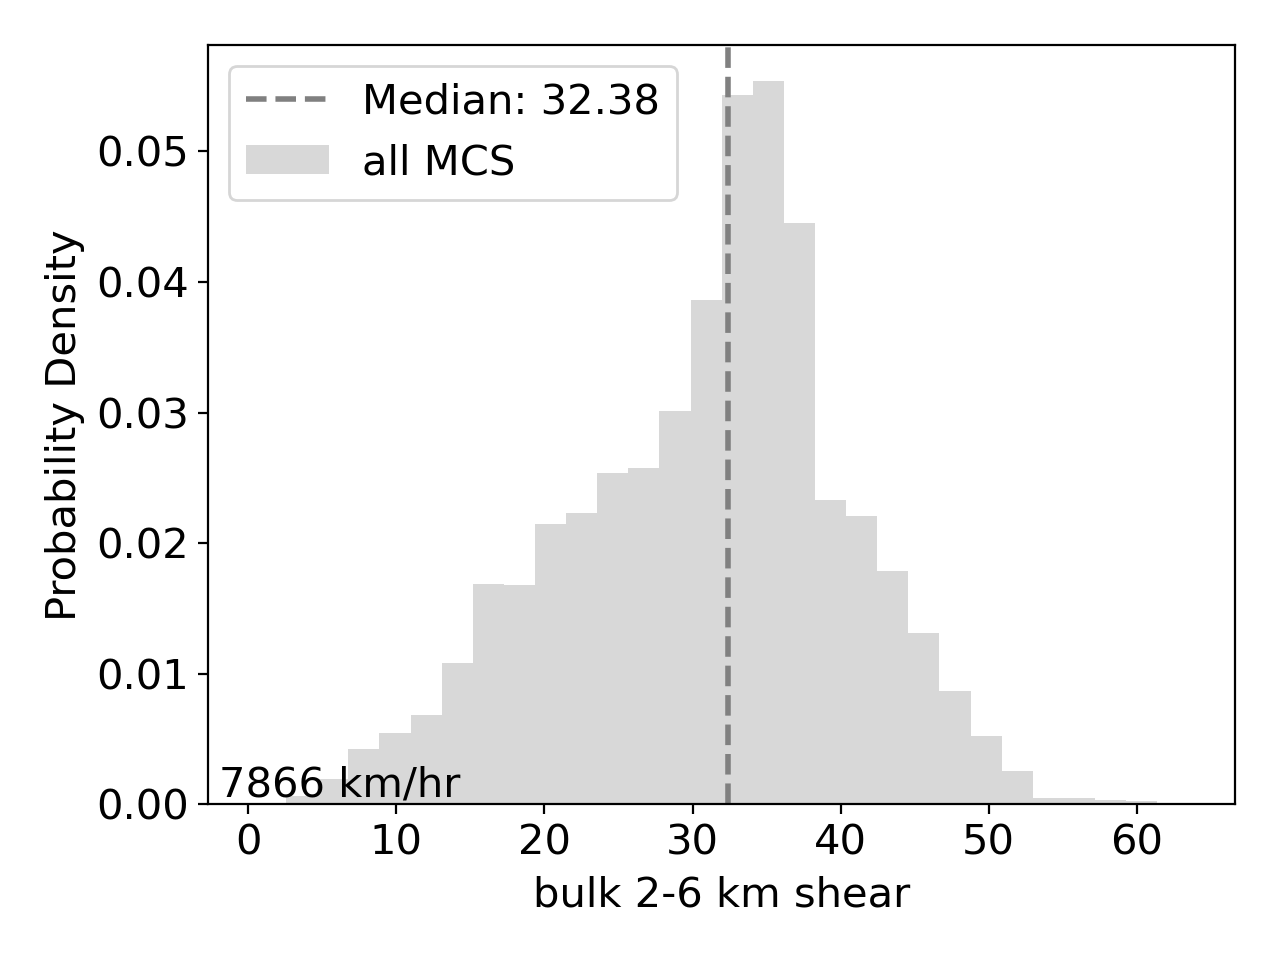 Median: 32.38
all MCS
Probability Density
0.05
0.04
0.03
0.02
0.01
0.00
7866 km/hr
0 10 20 30 40 50 60
bulk 2-6 km shear